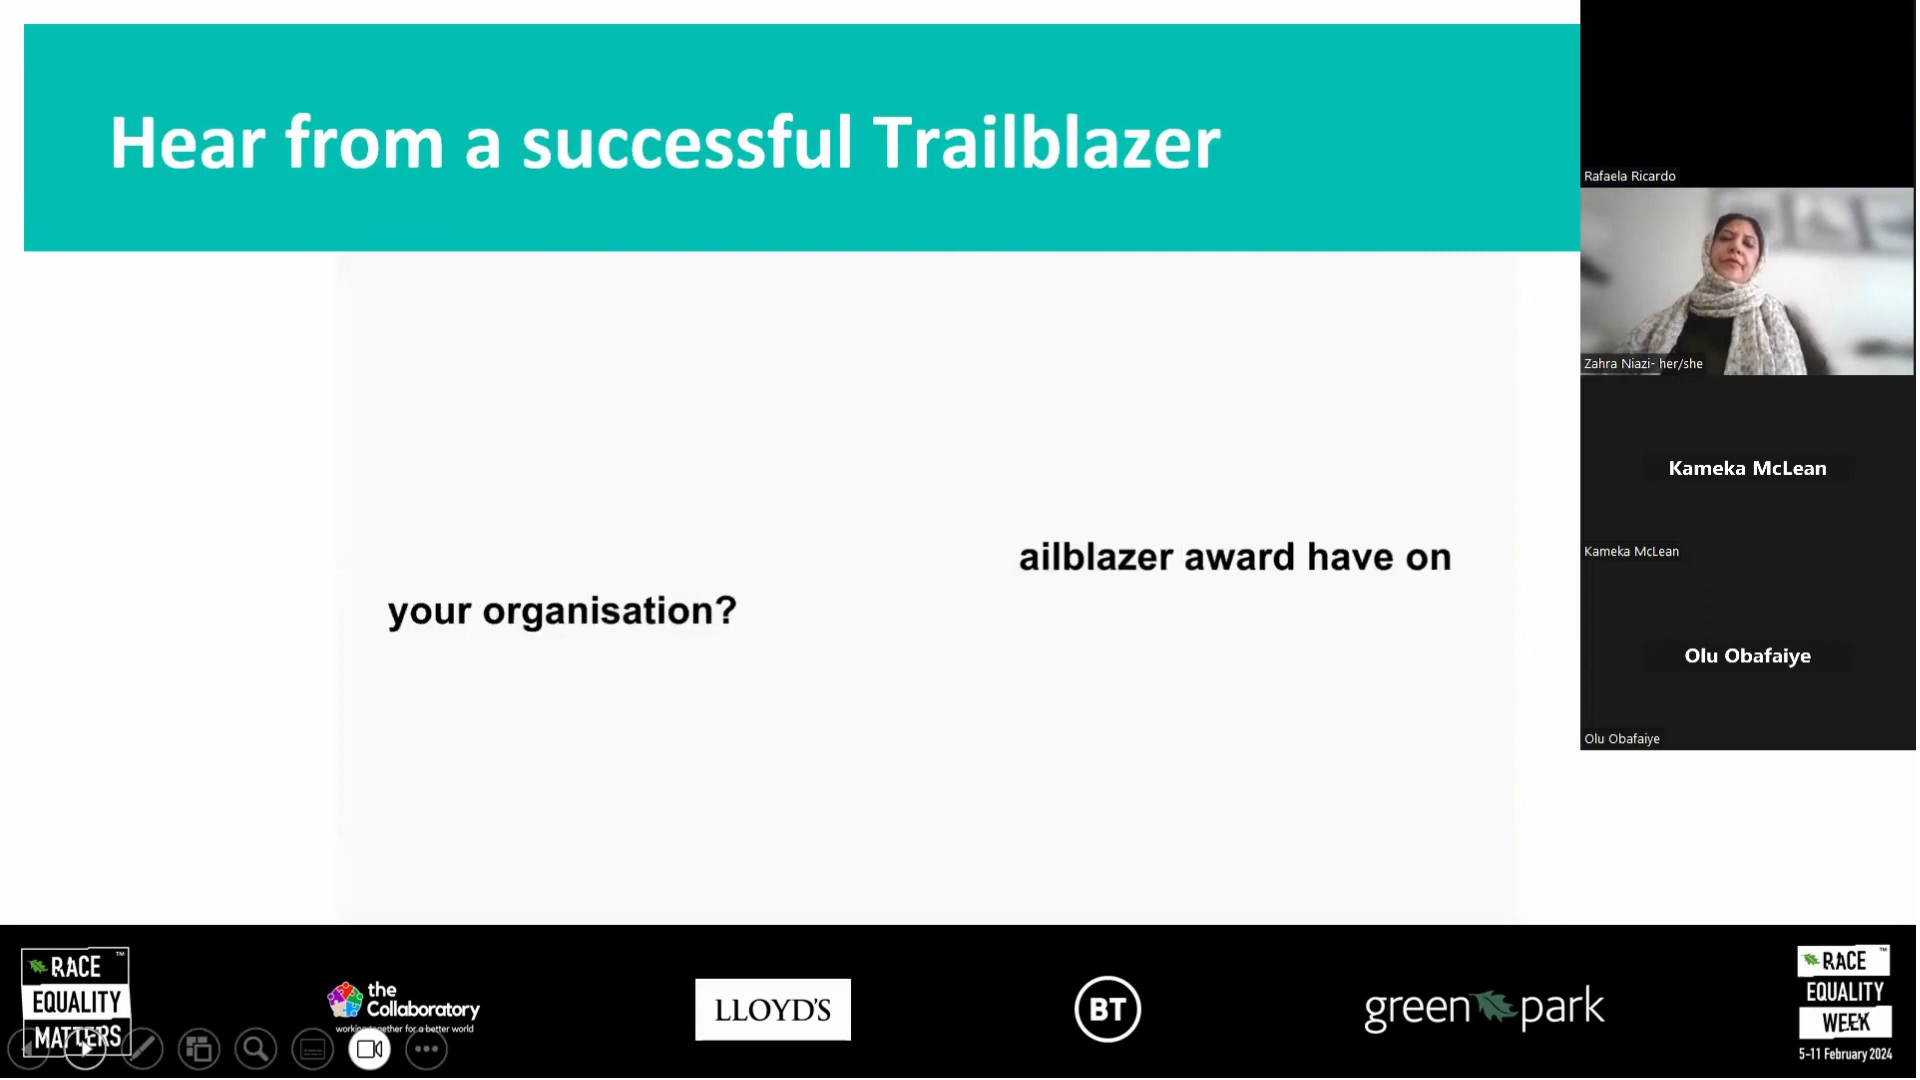 Hear from a successful Trailblazer
Rafaela Ricardo
Zahra Niazi- her/she
Kameka McLean
Kameka McLean
Olu Obafaiye
Olu Obafaiye
ailblazer award have on
your organisation?
RACE
EQUALITY
MATTERS
™
the
Collaboratory
working together for a better world
LLOYD'S
BT
green park
RACE
EQUALITY
WEEK
™
5-11 February 2024